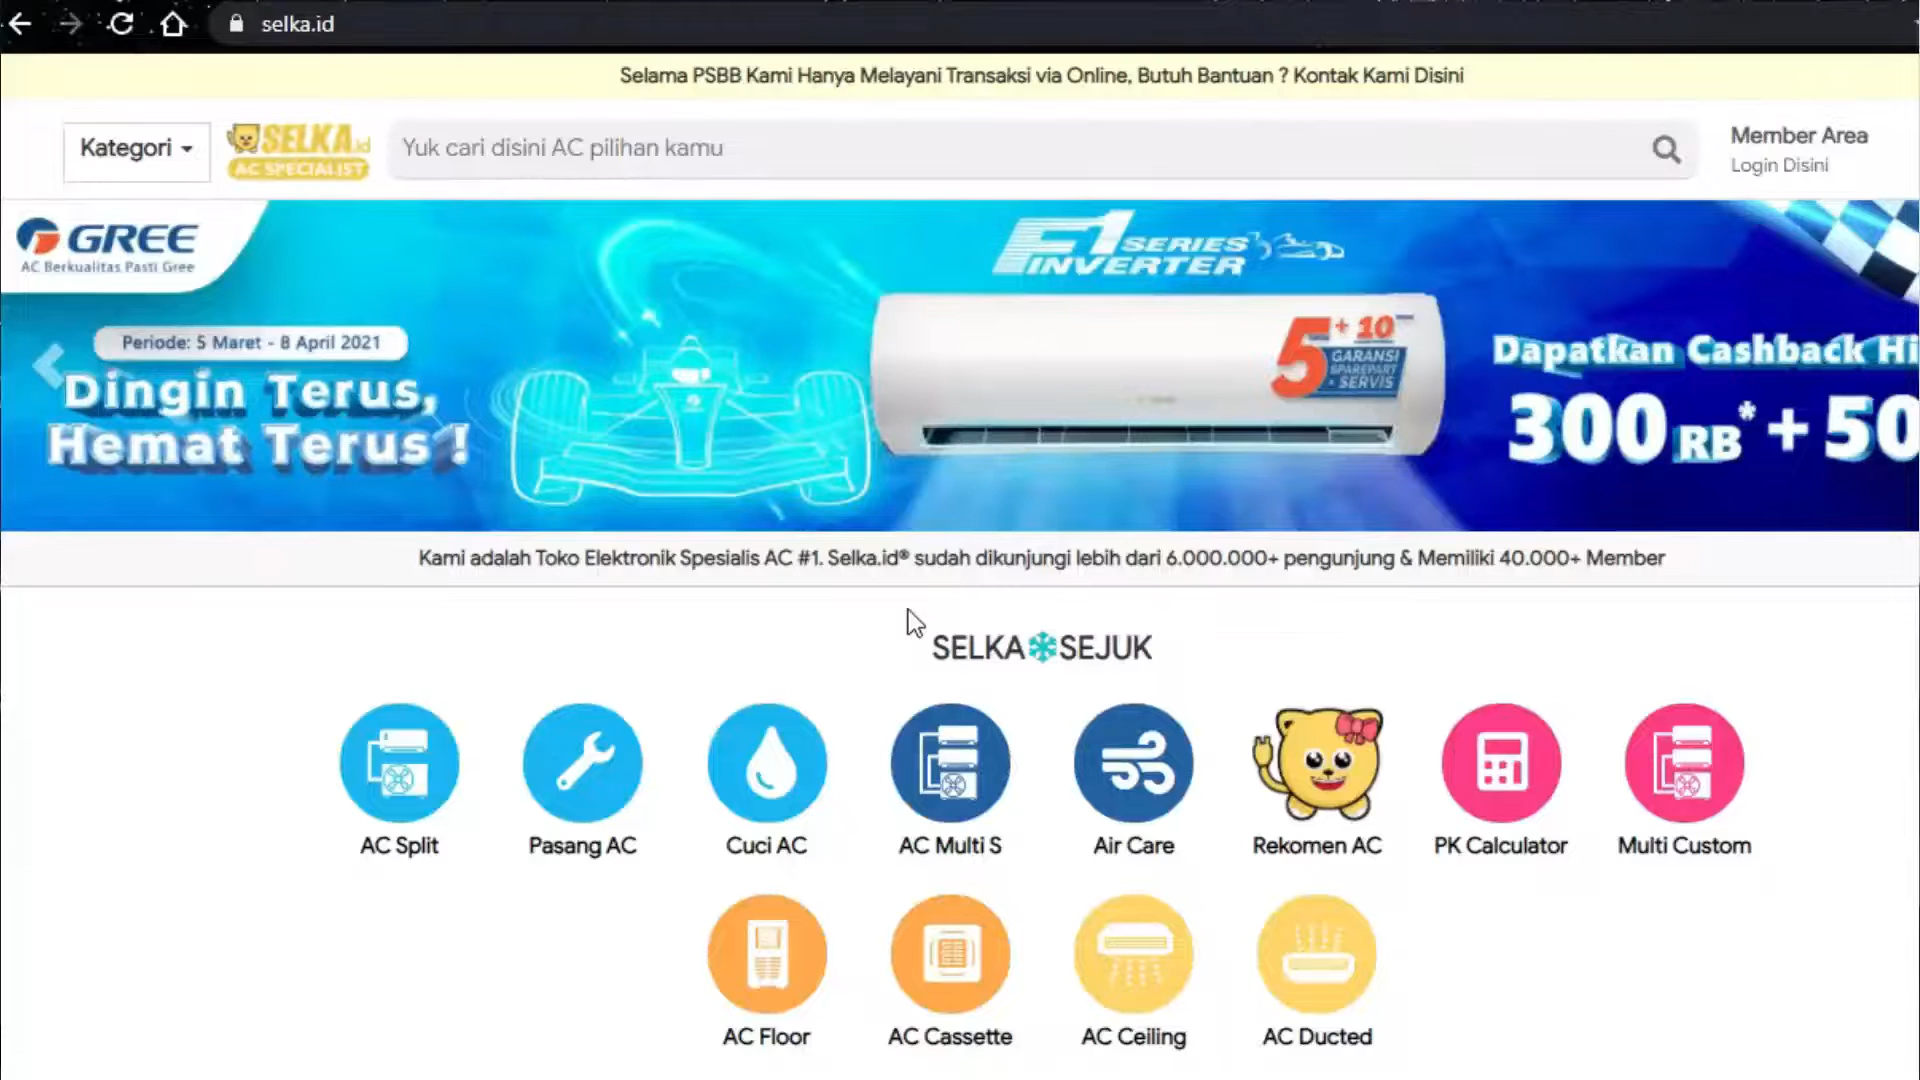 selka.id
Selama PSBB Kami Hanya Melayani Transaksi via Online, Butuh Bantuan ? Kontak Kami Disini
Kategori
SELKA.id
AC SPECIALIST
Yuk cari disini AC pilihan kamu
Member Area
Login Disini
GREE
AC Berkualitas Pasti Gree
F1 SERIES
INVERTER
Periode: 5 Maret - 8 April 2021
Dingin Terus,
Hemat Terus !
5 + 10
GARANSI
SPAREPART
SERVIS
Dapatkan Cashback Hi
300 RB* + 50
Kami adalah Toko Elektronik Spesialis AC #1. Selka.id® sudah dikunjungi lebih dari 6.000.000+ pengunjung & Memiliki 40.000+ Member
SELKA SEJUK
AC Split
Pasang AC
Cuci AC
AC Multi S
Air Care
Rekomen AC
PK Calculator
Multi Custom
AC Floor
AC Cassette
AC Ceiling
AC Ducted